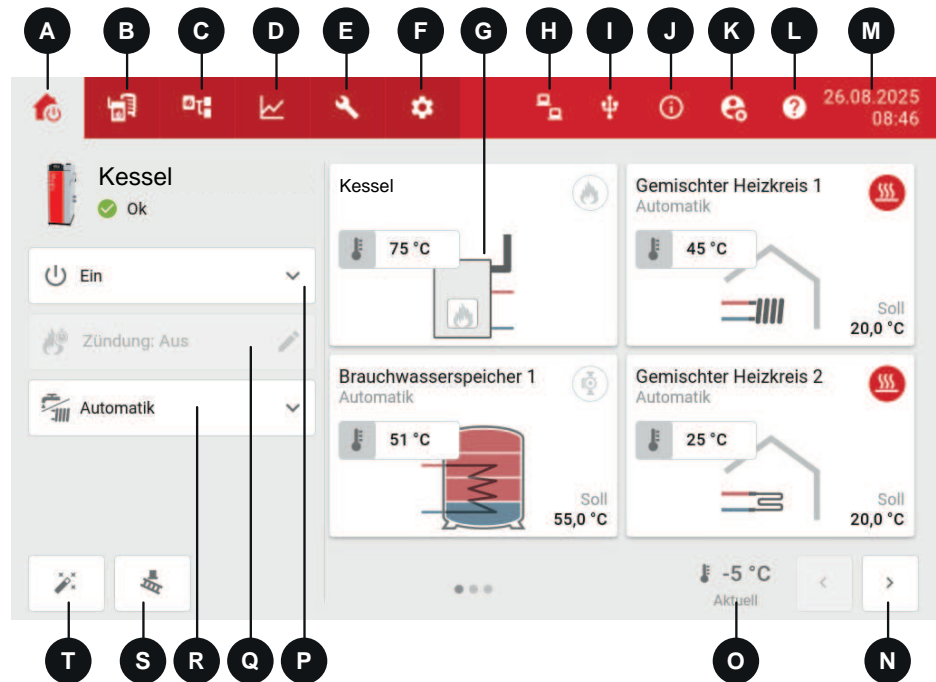 A B C D E F G H I J K L M
26.08.2025
08:46
Kessel
Ok
Ein
Zündung: Aus
Automatik
Kessel
75 °C
Gemischter Heizkreis 1
Automatik
45 °C
Soll
20,0 °C
Brauchwasserspeicher 1
Automatik
51 °C
Soll
55,0 °C
Gemischter Heizkreis 2
Automatik
25 °C
Soll
20,0 °C
-5 °C
Aktuell
T S R Q P O N